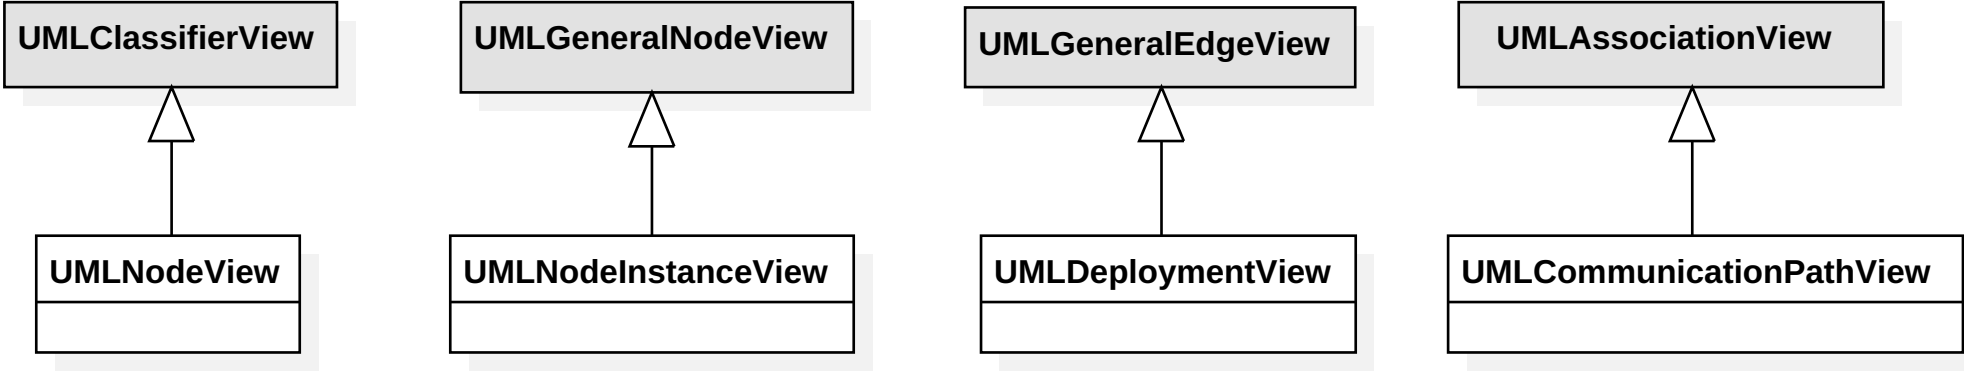 UMLClassifierView
UMLGeneralNodeView
UMLGeneralEdgeView
UMLAssociationView
UMLNodeView
UMLNodeInstanceView
UMLDeploymentView
UMLCommunicationPathView